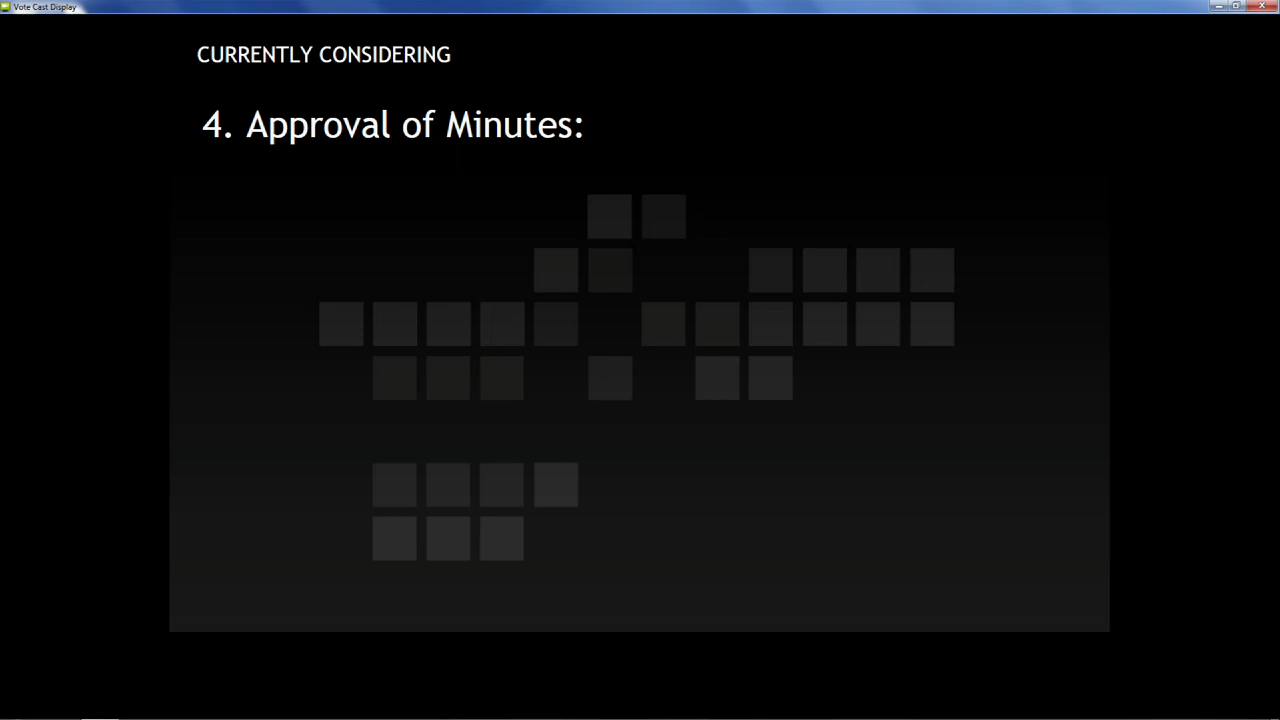 Vote Cast Display
CURRENTLY CONSIDERING
4. Approval of Minutes: